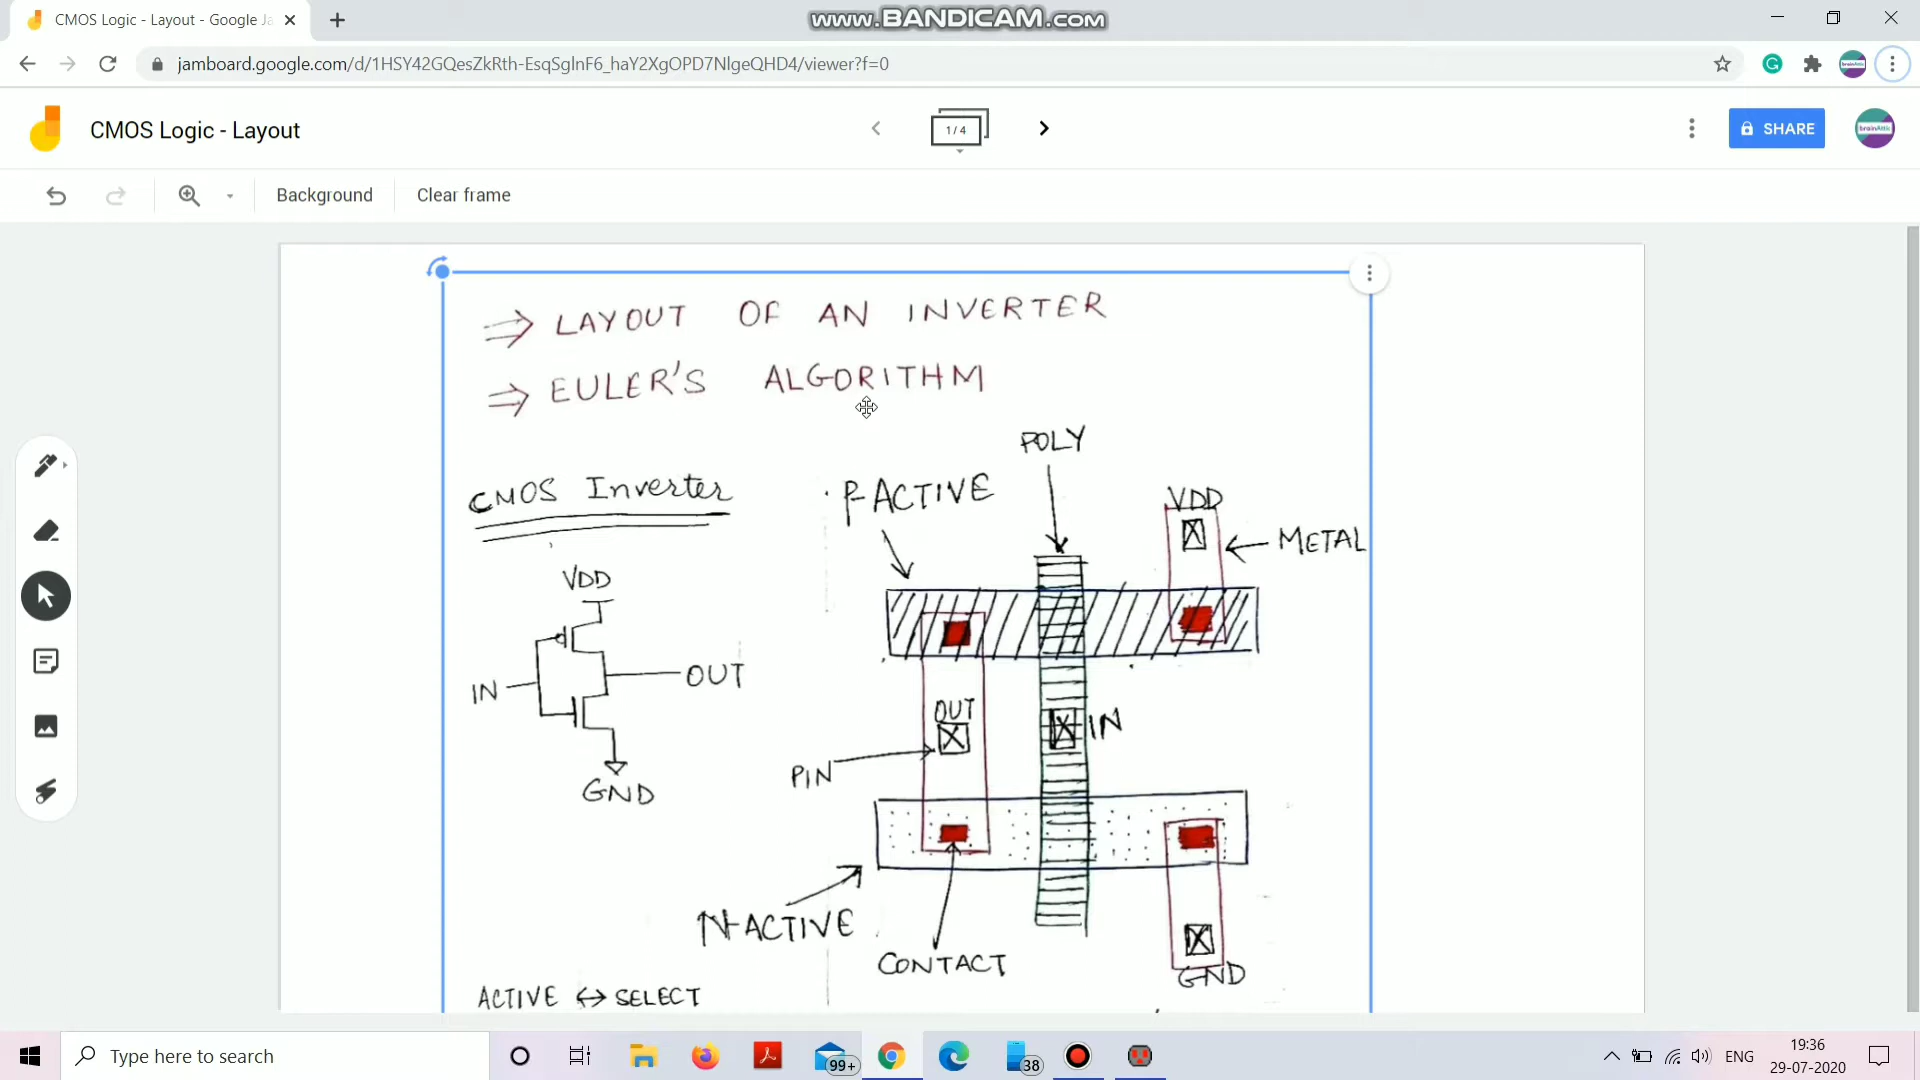 CMOS Logic - Layout - Google Ja
www.BANDICAM.com
jamboard.google.com/d/1HSY42GQesZkRth-EsqSgInF6_haY2XgOPD7NlgeQHD4/viewer?f=0
CMOS Logic - Layout
1 / 4
SHARE
brainAttic
Background
Clear frame
⇒ LAYOUT OF AN INVERTER
⇒ EULER'S ALGORITHM
POLY
CMOS Inverter
P-ACTIVE
VDD
METAL
VDD
IN
OUT
GND
OUT
IN
PIN
N-ACTIVE
CONTACT
GND
ACTIVE ↔ SELECT
Type here to search
99+
38
ENG
19:36
29-07-2020